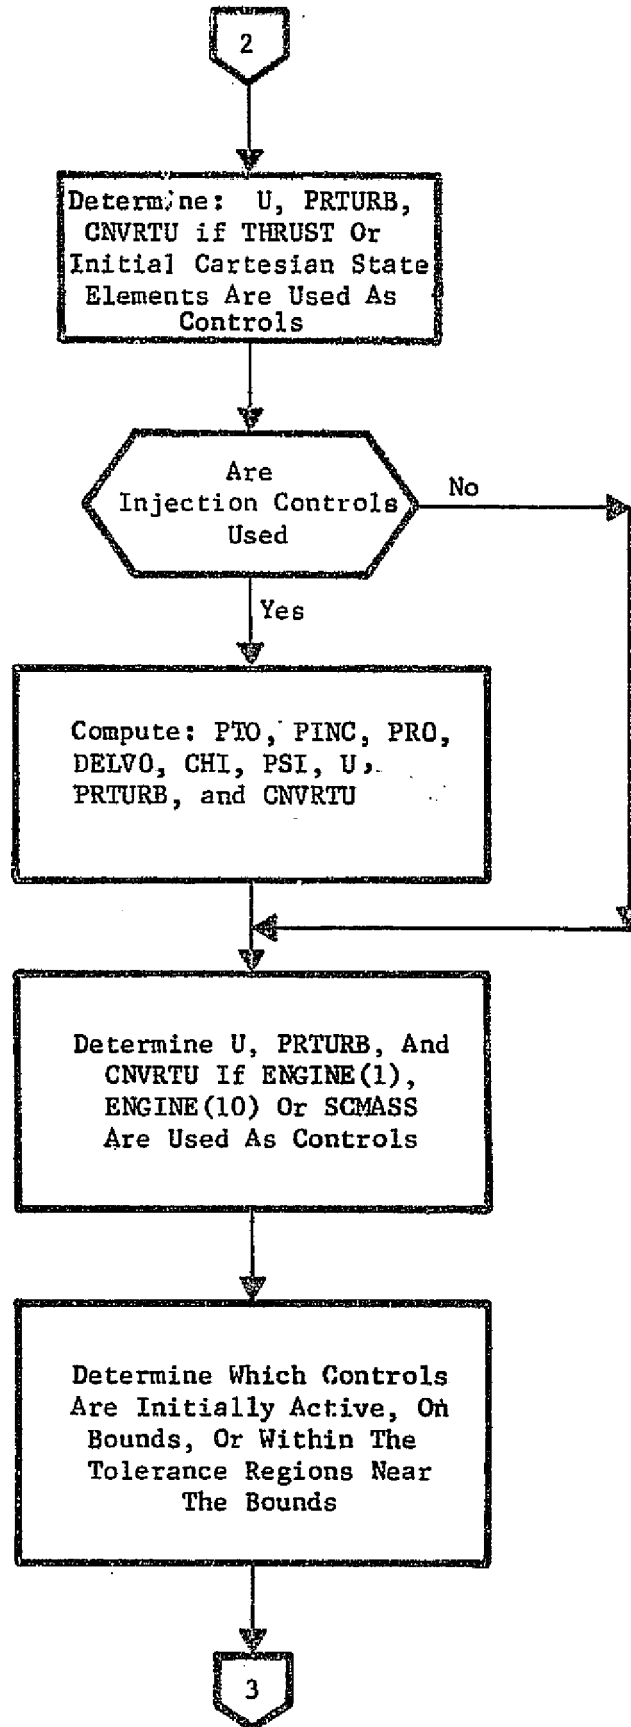 2
Determine: U, PRTURB,
CNVRTU if THRUST Or
Initial Cartesian State
Elements Are Used As
Controls
Are
Injection Controls
Used
No
Yes
Compute: PTO, PINC, PRO,
DELVO, CHI, PSI, U,
PRTURB, and CNVRTU
Determine U, PRTURB, And
CNVRTU If ENGINE(1),
ENGINE(10) Or SCMASS
Are Used As Controls
Determine Which Controls
Are Initially Active, On
Bounds, Or Within The
Tolerance Regions Near
The Bounds
3